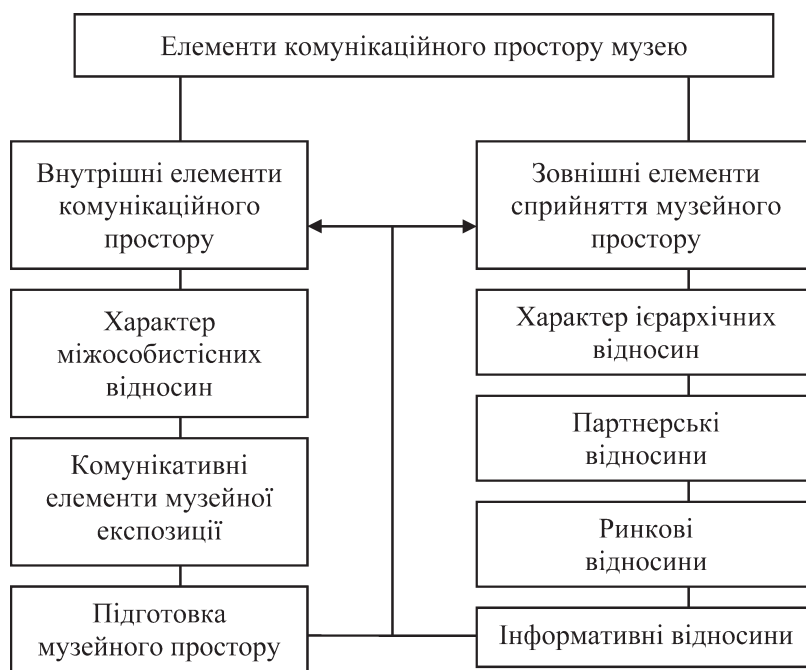 Елементи комунікаційного простору музею
Внутрішні елементи
комунікаційного
простору
Характер
міжособистісних
відносин
Комунікативні
елементи музейної
експозиції
Підготовка
музейного простору
Зовнішні елементи
сприйняття музейного
простору
Характер ієрархічних
відносин
Партнерські
відносини
Ринкові
відносини
Інформативні відносини